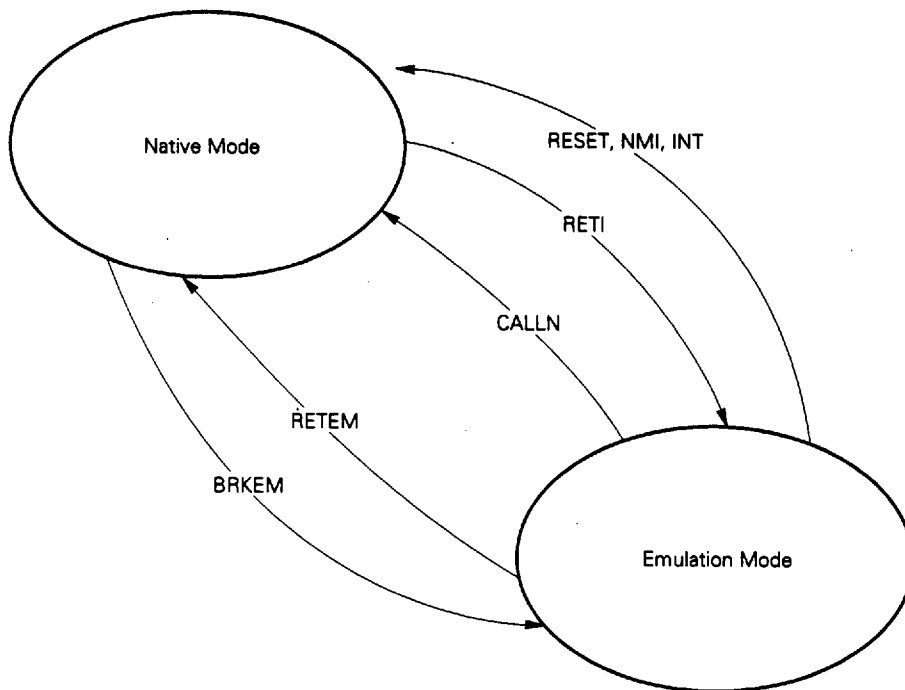 Native Mode
RESET, NMI, INT
RETI
CALLN
RETEM
BRKEM
Emulation Mode